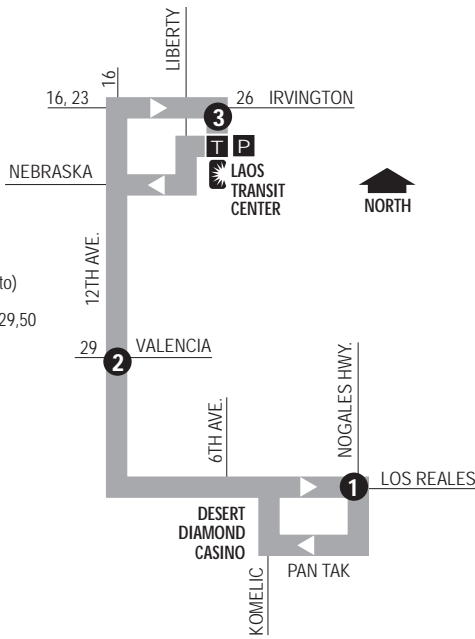 LIBERTY
16
16, 23
26 IRVINGTON
3
T P
LAOS
TRANSIT
CENTER
NEBRASKA
NORTH
12TH AVE.
to)
29,50
29
2
VALENCIA
6TH AVE.
NOGALES HWY.
1
LOS REALES
DESERT
DIAMOND
CASINO
KOMELIC
PAN TAK